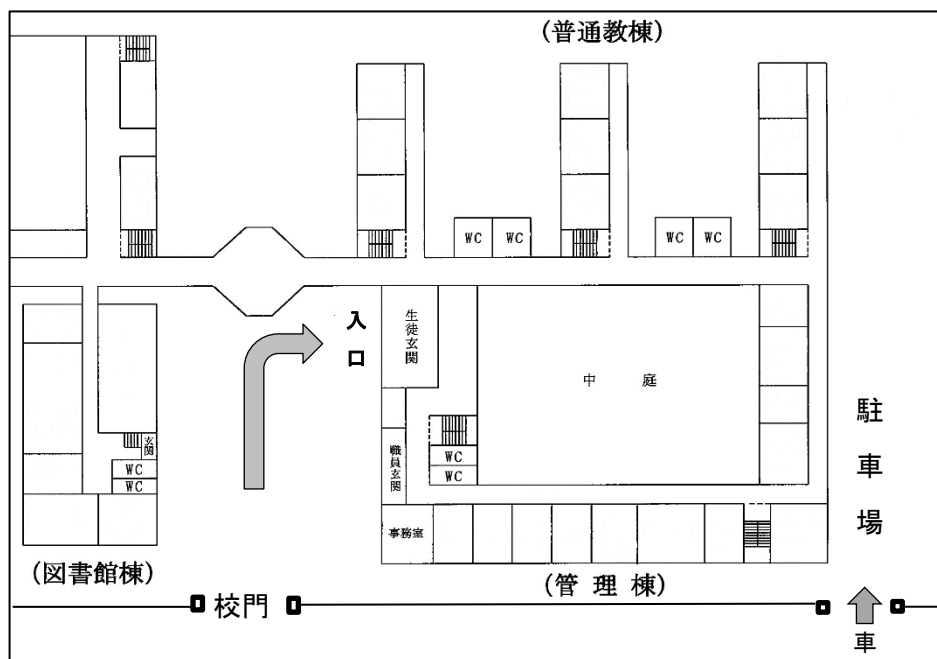 (普通教棟)
WC
WC
WC
WC
入口
生徒玄関
中庭
駐車場
玄関
WC
WC
職員玄関
WC
WC
事務室
(図書館棟)
(管理棟)
校門
車